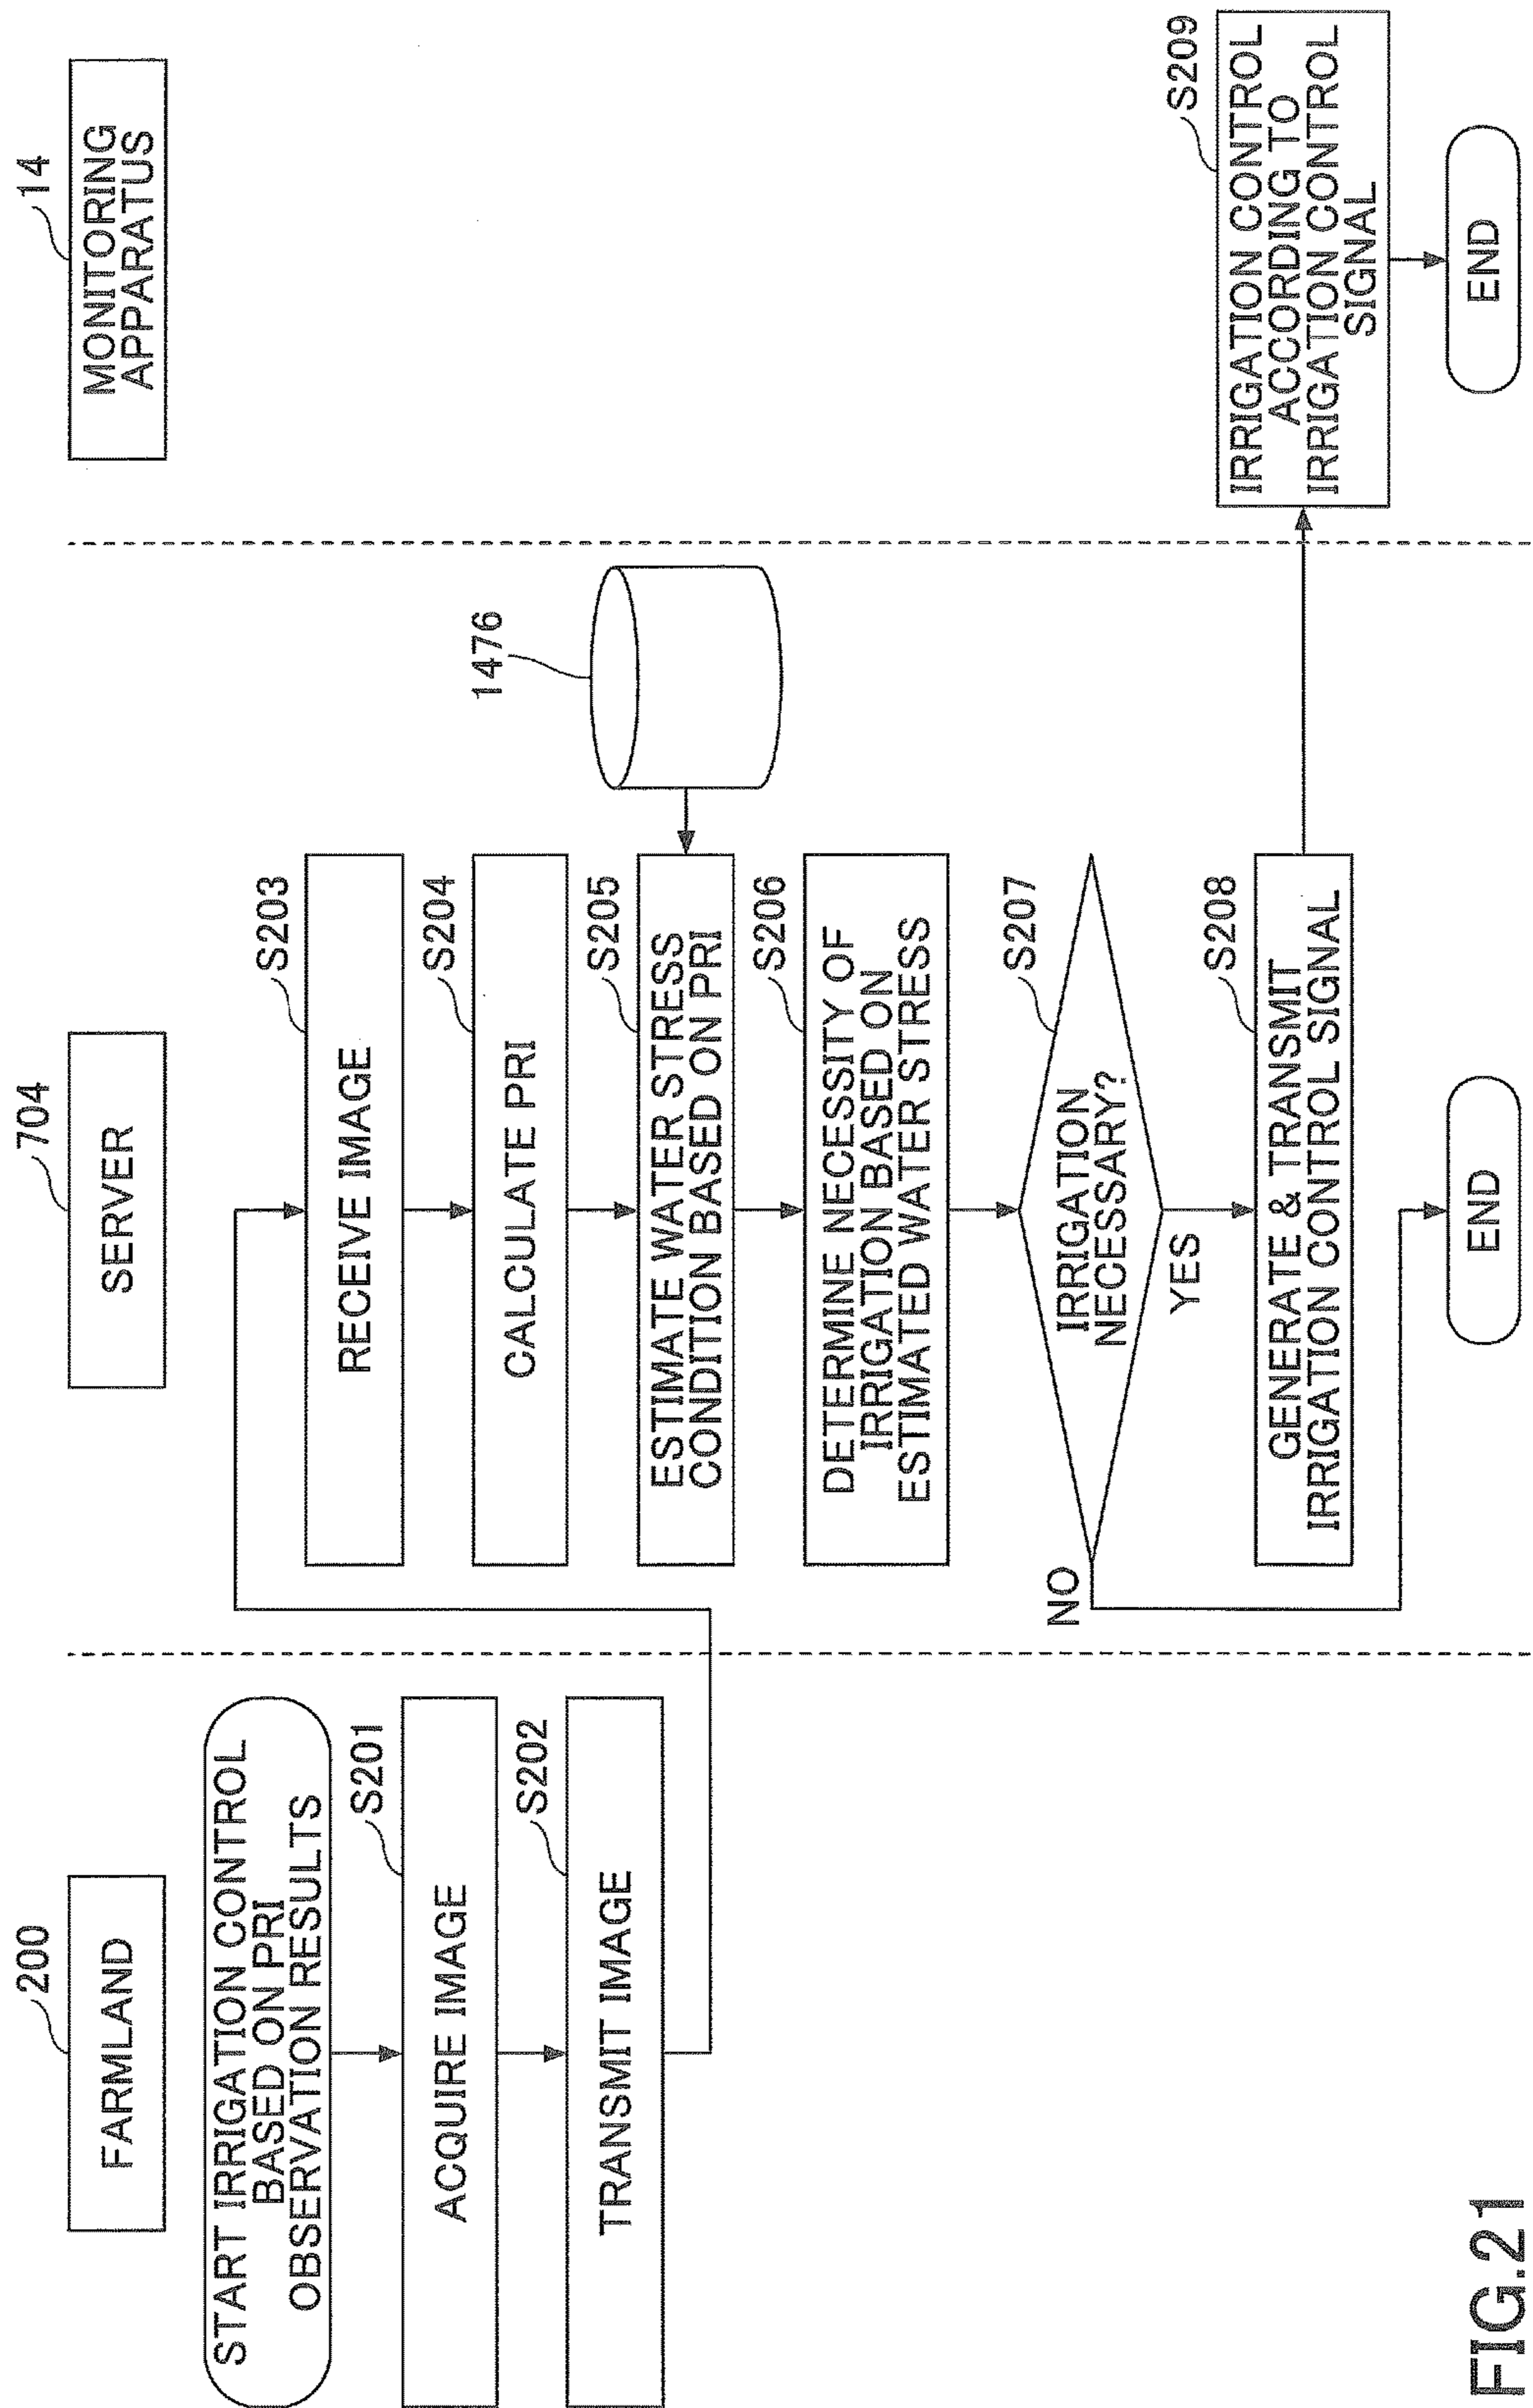 200
FARMLAND
START IRRIGATION CONTROL
BASED ON PRI
OBSERVATION RESULTS
S201
ACQUIRE IMAGE
S202
TRANSMIT IMAGE
704
SERVER
S203
RECEIVE IMAGE
S204
CALCULATE PRI
S205
ESTIMATE WATER STRESS
CONDITION BASED ON PRI
1476
S206
DETERMINE NECESSITY OF
IRRIGATION BASED ON
ESTIMATED WATER STRESS
S207
IRRIGATION
NECESSARY?
NO
YES
S208
GENERATE & TRANSMIT
IRRIGATION CONTROL SIGNAL
END
14
MONITORING
APPARATUS
S209
IRRIGATION CONTROL
ACCORDING TO
IRRIGATION CONTROL
SIGNAL
END
FIG.21